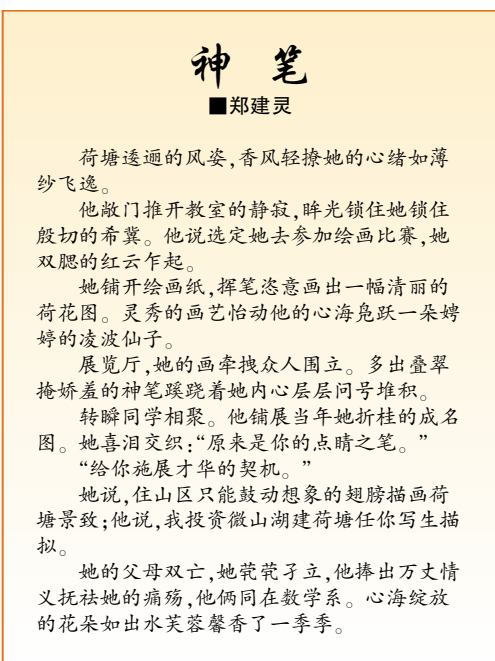 神 笔
■郑建灵
荷塘逶逦的风姿,香风轻撩她的心绪如薄
纱飞逸。
他敞门推开教室的静寂,眸光锁住她锁住
殷切的希冀。他说选定她去参加绘画比赛,她
双腮的红云乍起。
她铺开绘画纸,挥笔恣意画出一幅清丽的
荷花图。灵秀的画艺怡动他的心海凫跃一朵娉
婷的凌波仙子。
展览厅,她的画牵拽众人围立。多出叠翠
掩娇羞的神笔蹊跷着她内心层层问号堆积。
转瞬同学相聚。他铺展当年她折桂的成名
图。她喜泪交织:“原来是你的点睛之笔。”
“给你施展才华的契机。”
她说,住山区只能鼓动想象的翅膀描画荷
塘景致;他说,我投资微山湖建荷塘任你写生描
拟。
她的父母双亡,她茕茕孑立,他捧出万丈情
义抚祛她的痛殇,他俩同在数学系。心海绽放
的花朵如出水芙蓉馨香了一季季。